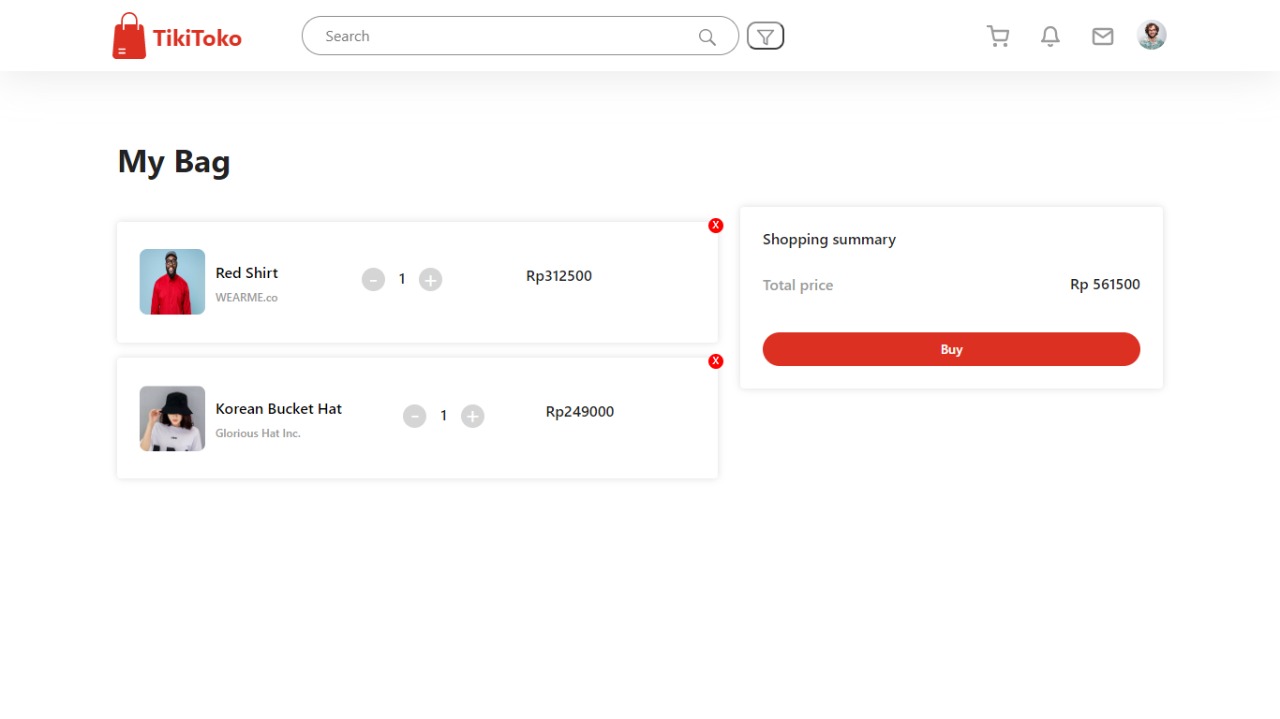 TikiToko
Search
My Bag
X
Red Shirt
WEARME.co
- 1 +
Rp312500
X
Korean Bucket Hat
Glorious Hat Inc.
- 1 +
Rp249000
Shopping summary
Total price Rp 561500
Buy